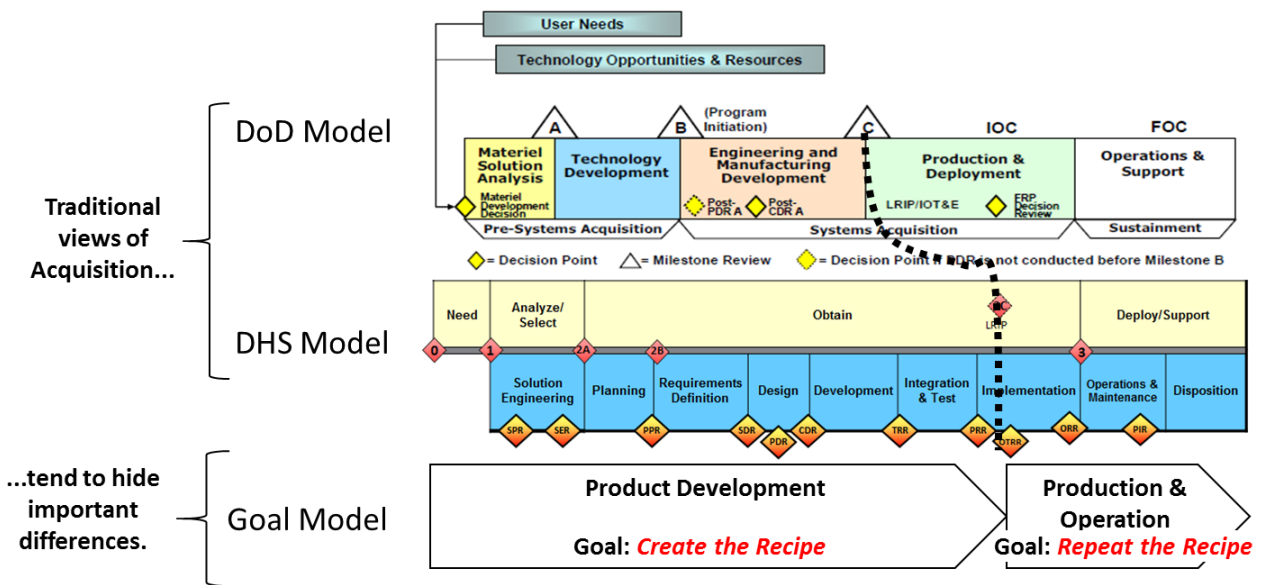 User Needs
Technology Opportunities & Resources
DoD Model
A
B
(Program
Initiation)
C
IOC
FOC
Materiel
Solution
Analysis
Technology
Development
Engineering and
Manufacturing
Development
Production &
Deployment
Operations &
Support
Materiel
Development
Decision
Post-
PDR A
Post-
CDR A
LRIP/IOT&E
FRP
Decision
Review
Pre-Systems Acquisition
Systems Acquisition
Sustainment
= Decision Point
= Milestone Review
= Decision Point if PDR is not conducted before Milestone B
Traditional
views of
Acquisition...
DHS Model
Need
Analyze/
Select
Obtain
LRIP
Deploy/Support
0
1
2A
2B
2C
3
Solution
Engineering
Planning
Requirements
Definition
Design
Development
Integration
& Test
Implementation
Operations &
Maintenance
Disposition
SPR
SER
PPR
SDR
PDR
CDR
TRR
PRR
OTRR
ORR
PIR
...tend to hide
important
differences.
Goal Model
Product Development
Goal: Create the Recipe
Production &
Operation
Goal: Repeat the Recipe